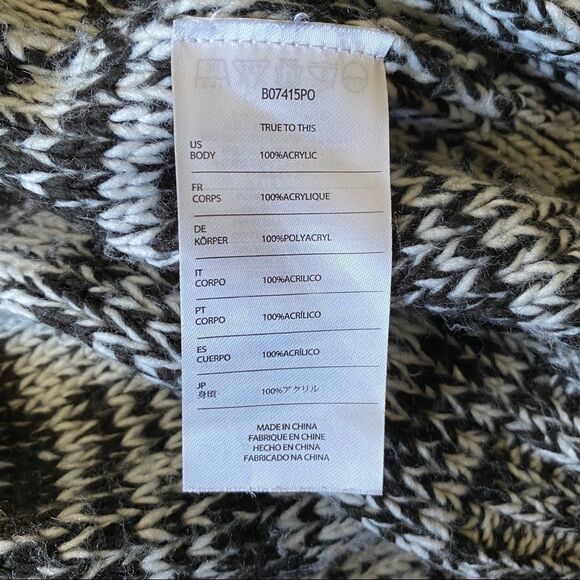 B07415PO
TRUE TO THIS
US
BODY 100%ACRYLIC
FR
CORPS 100%ACRYLIQUE
DE
KÖRPER 100%POLYACRYL
IT
CORPO 100%ACRILICO
PT
CORPO 100%ACRÍLICO
ES
CUERPO 100%ACRÍLICO
JP
身頃 100%アクリル
MADE IN CHINA
FABRIQUE EN CHINE
HECHO EN CHINA
FABRICADO NA CHINA